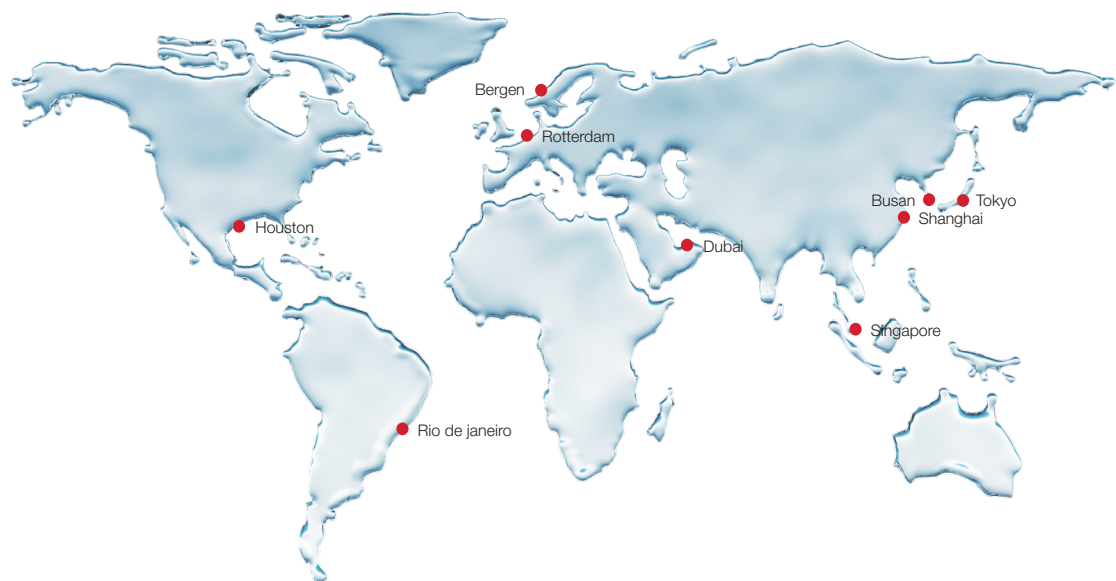 Bergen
Rotterdam
Busan
Tokyo
Shanghai
Houston
Dubai
Singapore
Rio de janeiro